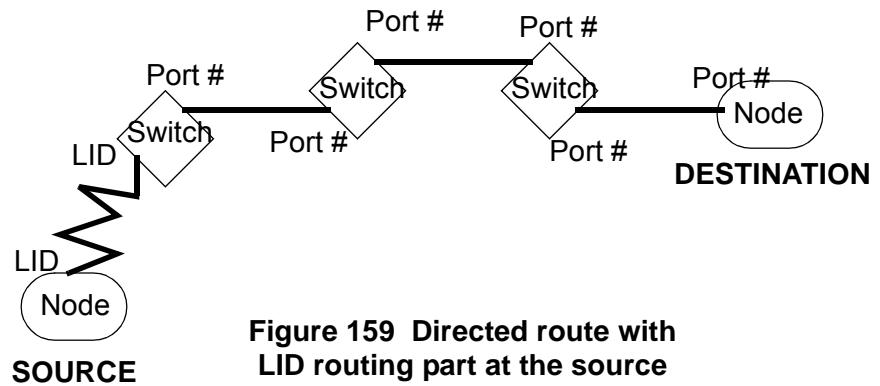 Port #
Port #
Port #
Port #
Switch
Switch
Node
Switch
Port #
Port #
LID
DESTINATION
LID
Node
Figure 159 Directed route with
LID routing part at the source
SOURCE